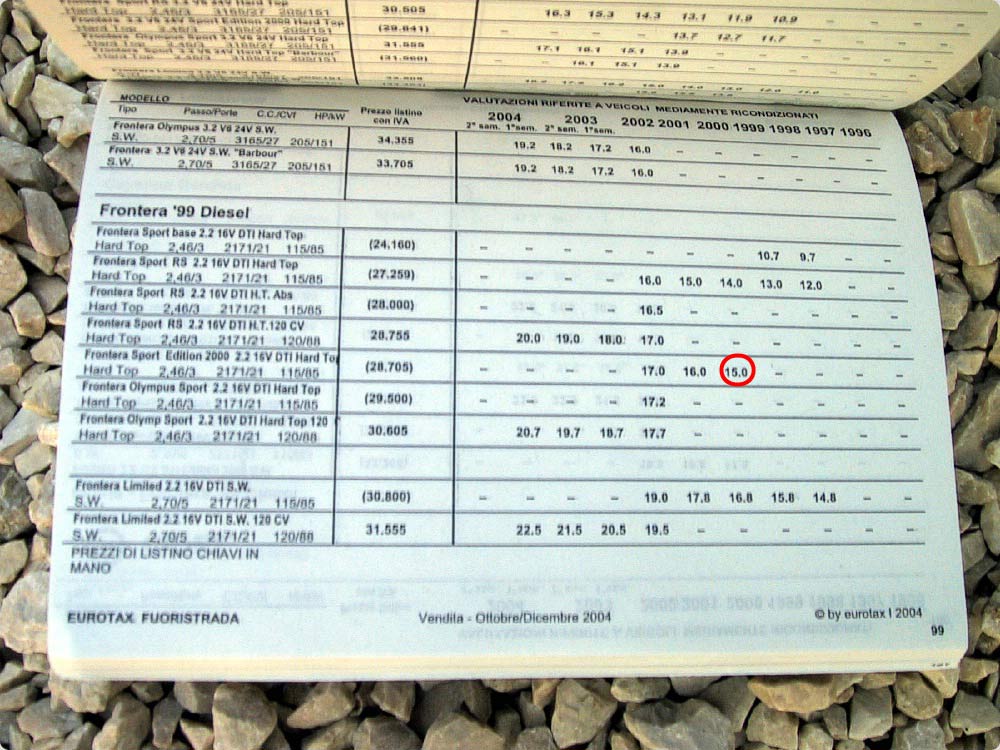 30.505 16.3 15.3 14.3 13.1 11.9 10.9
Hard Top 2,46/3 3165/27 205/151
Sport Edition 2000 3.2 V6 24V Hard Top
(29.641) – – – – 13.7 12.7 11.7 – –
Olympus Sport 3.2 V6 24V Hard Top
31.555 17.1 16.1 15.1 13.9
"Barbour"
16.1 15.1 13.9
MODELLO VALUTAZIONI RIFERITE A VEICOLI MEDIAMENTE RICONDIZIONATI
Tipo Passo/Porte C.C./CVf HP/kW Prezzo listino con IVA 2004 2003 2002 2001 2000 1999 1998 1997 1996
2° sem. 1°sem. 2° sem. 1°sem.
Frontera Olympus 3.2 V6 24V S.W.
S.W. 2,70/5 3165/27 205/151 34,355 19.2 18.2 17.2 16.0 – – – – – –
Frontera 3.2 V6 24V S.W. "Barbour"
S.W. 2,70/5 3165/27 205/151 33.705 19.2 18.2 17.2 16.0 – – – – – –
Frontera '99 Diesel
Frontera Sport base 2.2 16V DTI Hard Top
Hard Top 2,46/3 2171/21 115/85 (24.160) – – – – – – – 10.7 9.7 – –
Frontera Sport RS 2.2 16V DTI Hard Top
Hard Top 2,46/3 2171/21 115/85 (27.259) – – – – 16.0 15.0 14.0 13.0 12.0 – –
Frontera Sport RS 2.2 16V DTI H.T. Abs
Hard Top 2,46/3 2171/21 115/85 (28.000) – – – – 16.5 – – – – – –
Frontera Sport RS 2.2 16V DTI H.T.120 CV
Hard Top 2,46/3 2171/21 120/88 28.755 20.0 19.0 18.0 17.0 – – – – – –
Frontera Sport Edition 2000 2.2 16V DTI Hard Top
Hard Top 2,46/3 2171/21 115/85 (28.705) – – – – 17.0 16.0 15.0 – – – –
Frontera Olympus Sport 2.2 16V DTI Hard Top
Hard Top 2,46/3 2171/21 115/85 (29.500) – – – – 17.2 – – – – – –
Frontera Olymp Sport 2.2 16V DTI Hard Top 120
Hard Top 2,46/3 2171/21 120/88 30.605 20.7 19.7 18.7 17.7 – – – – – –
Frontera Limited 2.2 16V DTI S.W.
S.W. 2,70/5 2171/21 115/85 (30.800) – – – – 19.0 17.8 16.8 15.8 14.8 – –
Frontera Limited 2.2 16V DTI S.W. 120 CV
S.W. 2,70/5 2171/21 120/88 31.555 22.5 21.5 20.5 19.5 – – – – – –
PREZZI DI LISTINO CHIAVI IN
MANO
EUROTAX FUORISTRADA Vendita - Ottobre/Dicembre 2004 © by eurotax I 2004
99